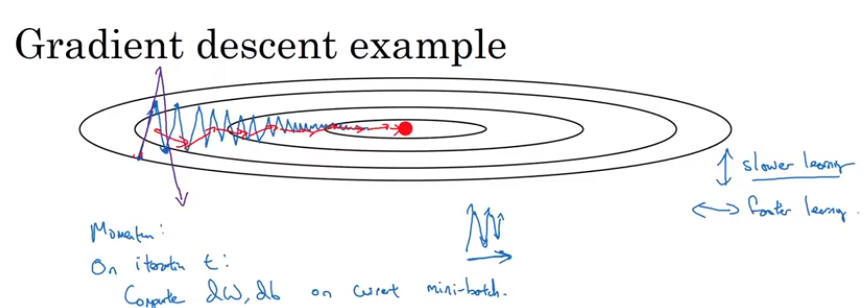 Gradient descent example
slower learning
faster learning.
Momentum:
On iteration t:
Compute dW, db on current mini-batch.